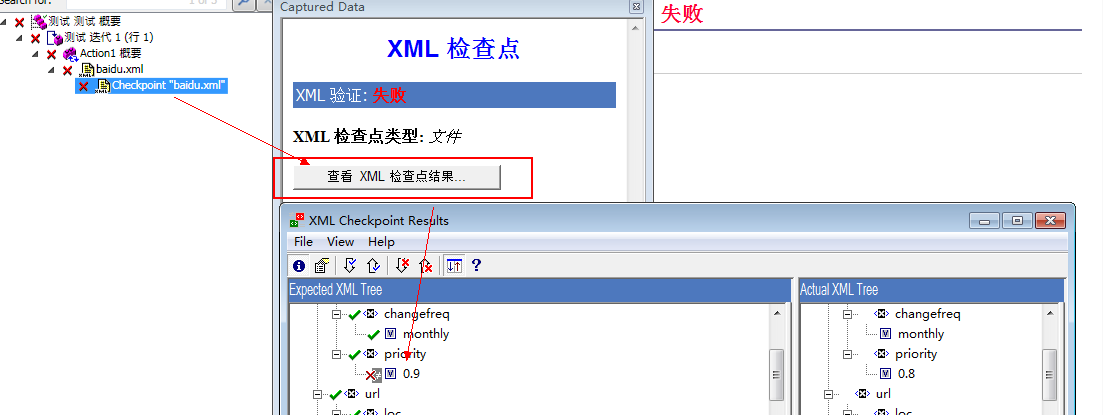 Search for:
1 of 5
测试 测试 概要
测试 迭代 1 (行 1)
Action1 概要
baidu.xml
Checkpoint "baidu.xml"
Captured Data
XML 检查点
XML 验证: 失败
XML 检查点类型: 文件
查看 XML 检查点结果...
失败
XML Checkpoint Results
File View Help
Expected XML Tree
changefreq
monthly
priority
0.9
url
loc
Actual XML Tree
changefreq
monthly
priority
0.8
url
loc